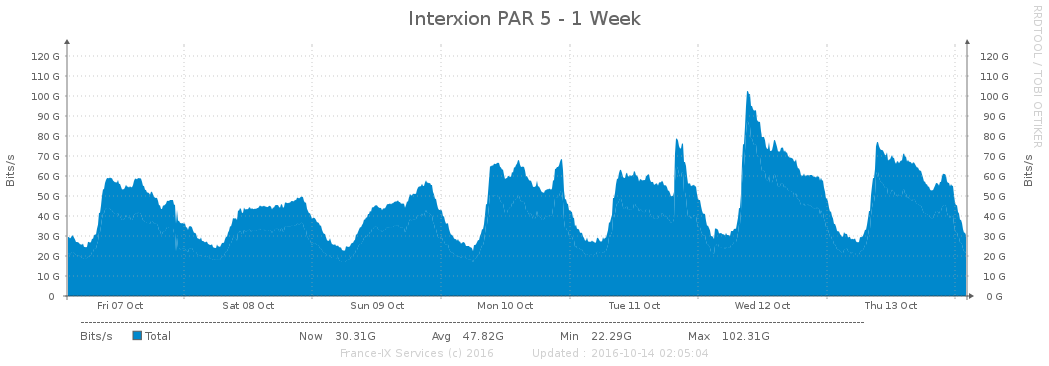 Interxion PAR 5 - 1 Week
RRDTOOL / TOBI OETIKER
Bits/s
120 G 120 G
110 G 110 G
100 G 100 G
90 G 90 G
80 G 80 G
70 G 70 G
60 G 60 G
50 G 50 G
40 G 40 G
30 G 30 G
20 G 20 G
10 G 10 G
0 0 G
Bits/s
Fri 07 Oct Sat 08 Oct Sun 09 Oct Mon 10 Oct Tue 11 Oct Wed 12 Oct Thu 13 Oct
Bits/s Total Now 30.31G Avg 47.82G Min 22.29G Max 102.31G
France-IX Services (c) 2016 Updated : 2016-10-14 02:05:04